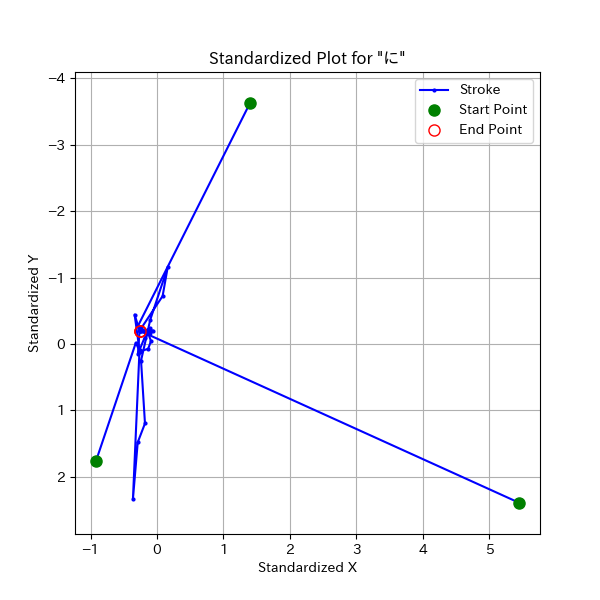 Standardized Plot for "に"
Stroke
Start Point
End Point
−4
−3
−2
−1
0
1
2
Standardized Y
−1 0 1 2 3 4 5
Standardized X